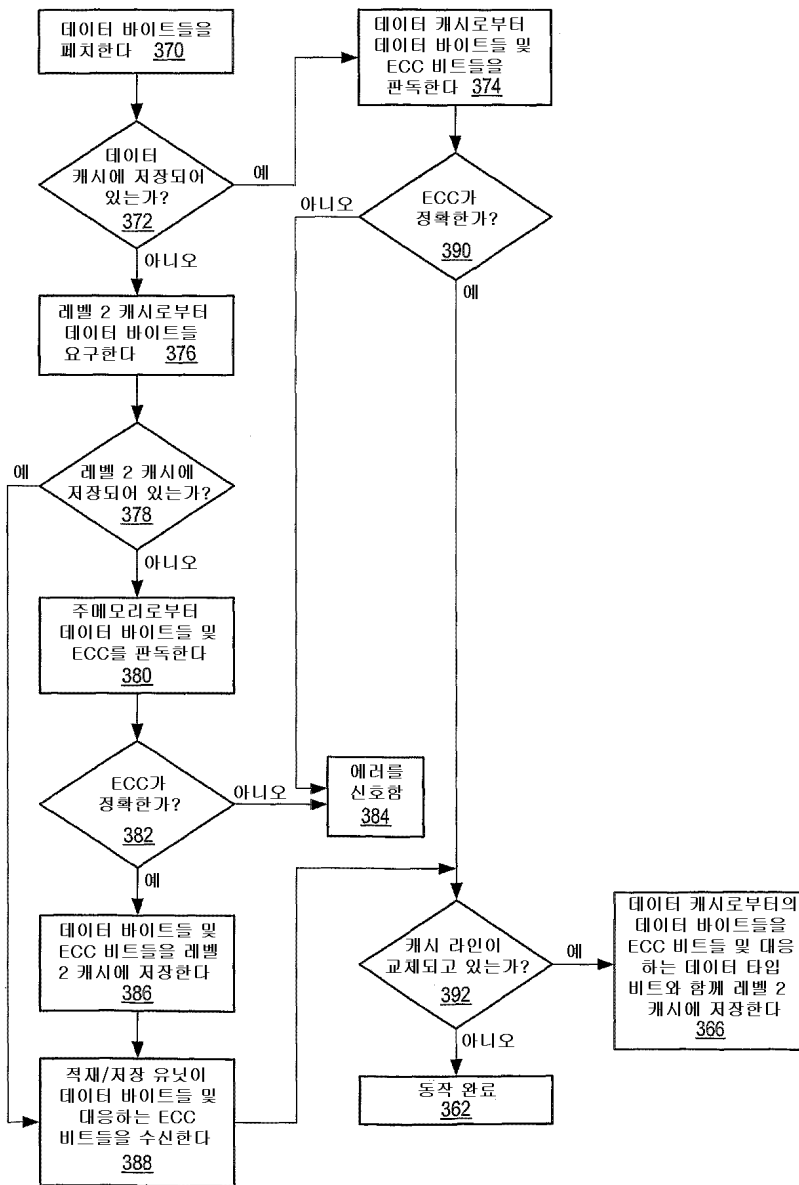 데이터 바이트들을
페치한다 370
데이터
캐시에 저장되어
있는가?
372
예
아니오
데이터 캐시로부터
데이터 바이트들 및
ECC 비트들을
판독한다 374
ECC가
정확한가?
390
아니오
예
레벨 2 캐시로부터
데이터 바이트들
요구한다 376
레벨 2 캐시에
저장되어 있는가?
378
예
아니오
주메모리로부터
데이터 바이트들 및
ECC를 판독한다
380
ECC가
정확한가?
382
아니오
예
에러를
신호함
384
데이터 바이트들 및
ECC 비트들을 레벨
2 캐시에 저장한다
386
적재/저장 유닛이
데이터 바이트들 및
대응하는 ECC
비트들을 수신한다
388
캐시 라인이
교체되고 있는가?
392
예
아니오
데이터 캐시로부터의
데이터 바이트들을
ECC 비트들 및 대응
하는 데이터 타입
비트와 함께 레벨 2
캐시에 저장한다
366
동작 완료
362